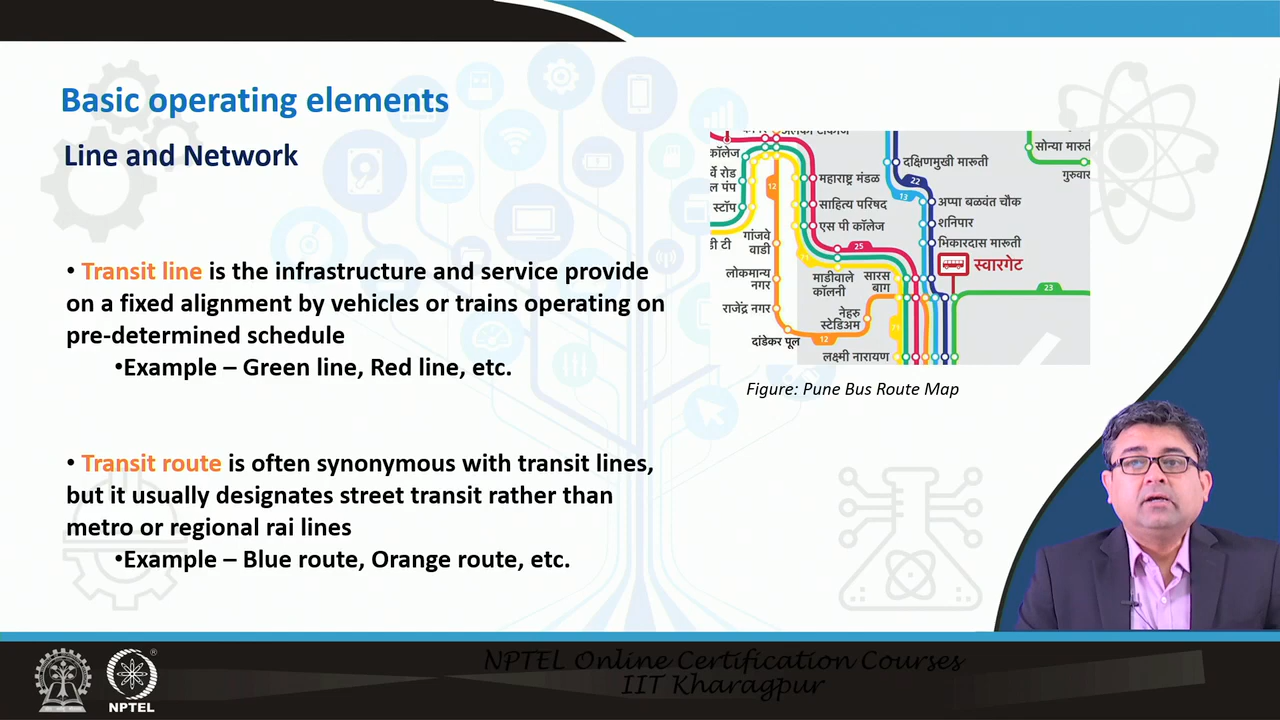 Basic operating elements
Line and Network
• Transit line is the infrastructure and service provide
on a fixed alignment by vehicles or trains operating on
pre-determined schedule
•Example – Green line, Red line, etc.
• Transit route is often synonymous with transit lines,
but it usually designates street transit rather than
metro or regional rai lines
•Example – Blue route, Orange route, etc.
कॉलेज
स्टॉप
डी टी
12
गांजवे
वाडी
लोकमान्य
नगर
राजेंद्र नगर
दांडेकर पूल
12
महाराष्ट्र मंडळ
साहित्य परिषद
एस पी कॉलेज
25
71
माडीवाले
कॉलनी
सारस
बाग
नेहरु
स्टेडिअम
71
लक्ष्मी नारायण
दक्षिणमुखी मारूती
22
13
अप्पा बळवंत चौक
शनिपार
भिकारदास मारूती
स्वारगेट
23
सोन्या मारुती
गुरुवार
Figure: Pune Bus Route Map
NPTEL
NPTEL Online Certification Courses
IIT Kharagpur